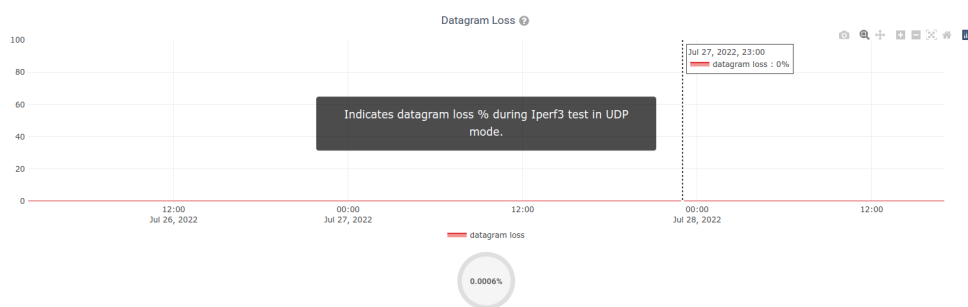 Datagram Loss
100
80
60
40
20
0
Jul 27, 2022, 23:00
datagram loss : 0%
Indicates datagram loss % during Iperf3 test in UDP
mode.
12:00
Jul 26, 2022
00:00
Jul 27, 2022
12:00
00:00
Jul 28, 2022
12:00
datagram loss
0.0006%